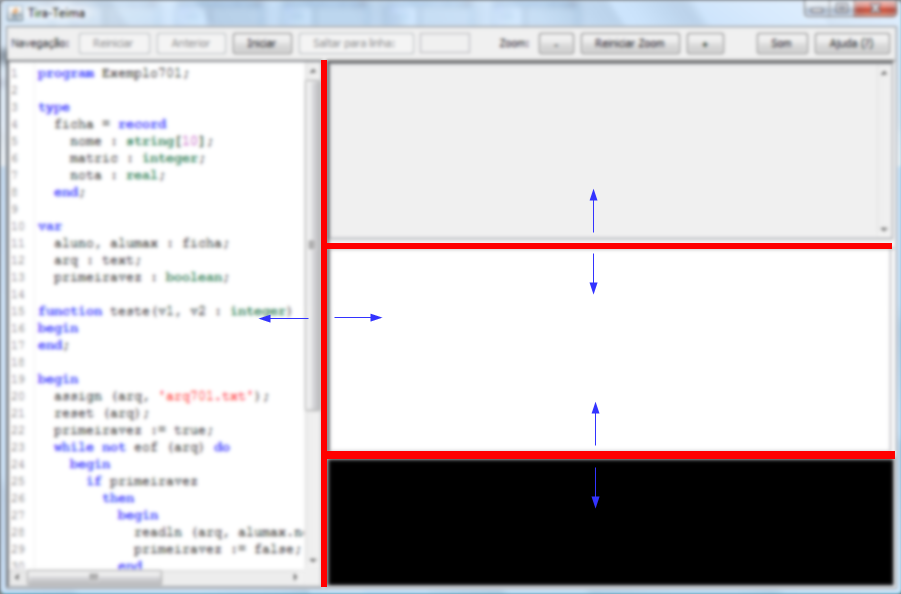 Tira-Teima
Navegação: Reiniciar Anterior Iniciar Saltar para linha: Zoom: - Reiniciar Zoom + Som Ajuda (?)
1 program Exemplo701;
2
3 type
4 ficha = record
5 nome : string[10];
6 matric : integer;
7 nota : real;
8 end;
9
10 var
11 aluno, alumax : ficha;
12 arq : text;
13 primeiravez : boolean;
14
15 function teste(v1, v2 : integer)
16 begin
17 end;
18
19 begin
20 assign (arq, 'arq701.txt');
21 reset (arq);
22 primeiravez := true;
23 while not eof (arq) do
24 begin
25 if primeiravez
26 then
27 begin
28 readln (arq, alumax.n
29 primeiravez := false;
30 end